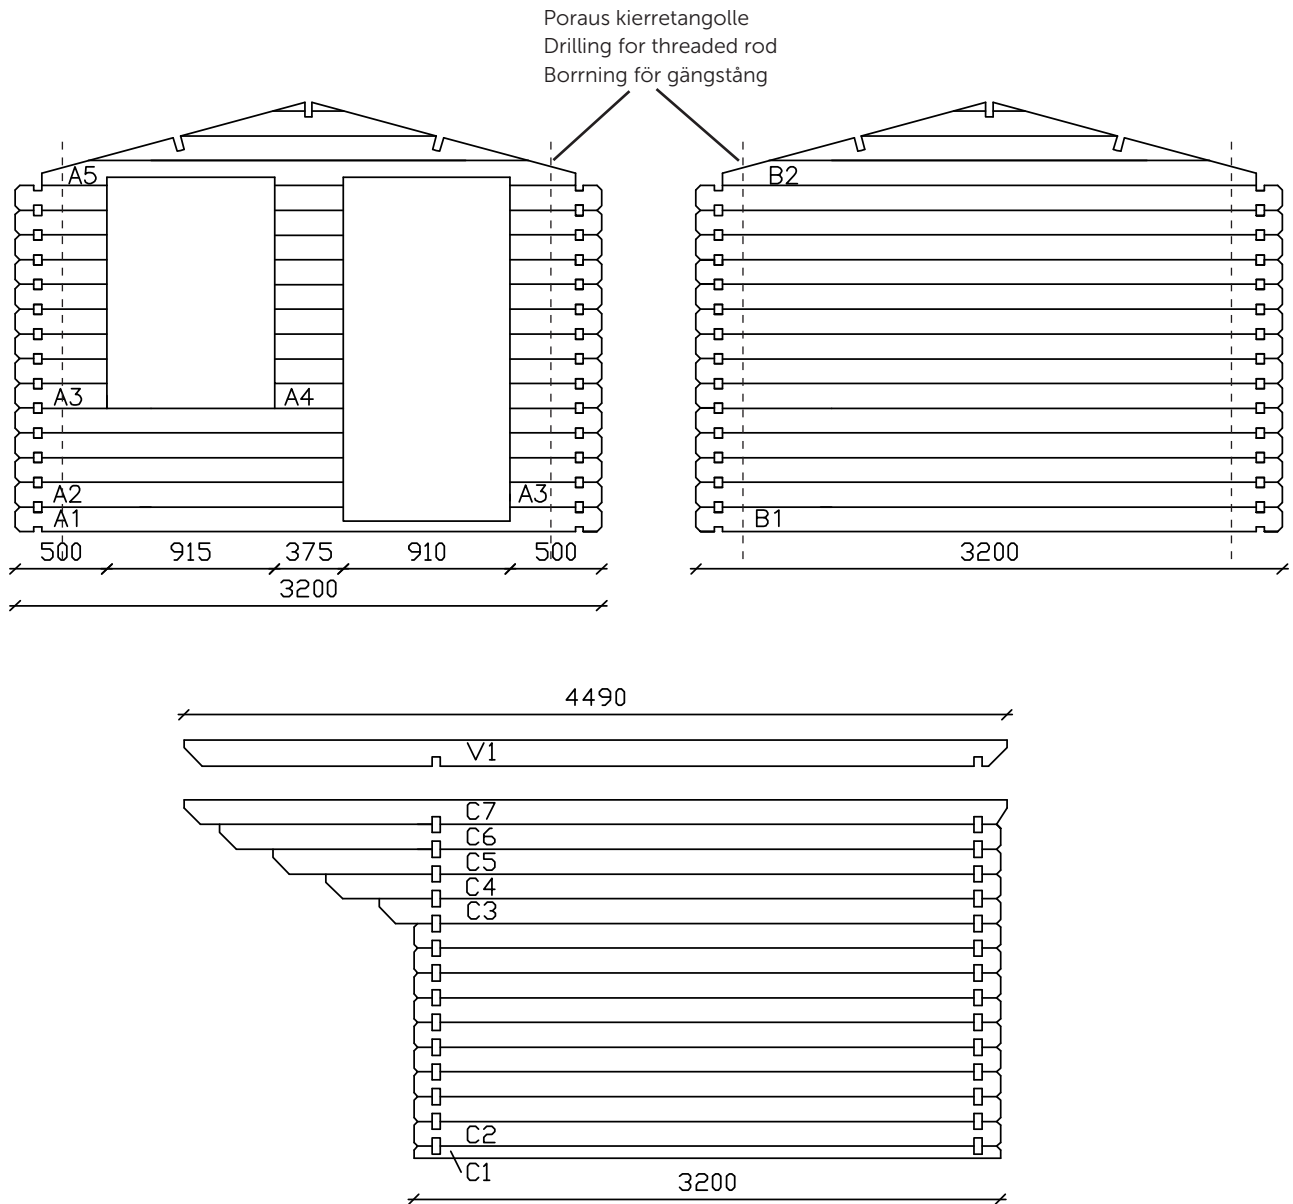 Poraus kierretangolle
Drilling for threaded rod
Borrning för gängstång
A5
A3
A4
A2
A3
A1
500 915 375 910 500
3200
B2
B1
3200
4490
V1
C7
C6
C5
C4
C3
C2
C1
3200